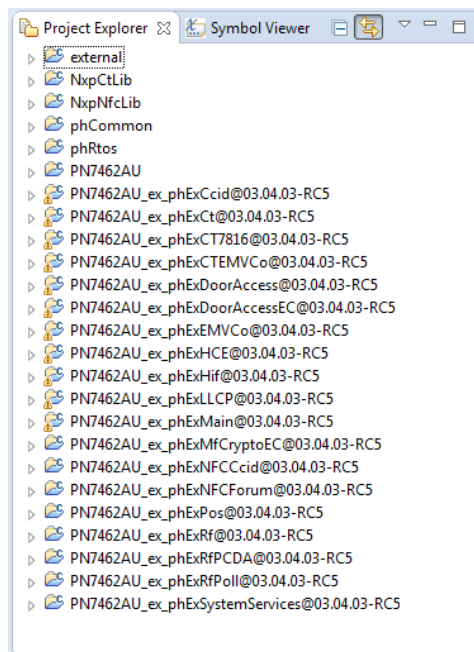 Project Explorer Symbol Viewer
external
NxpCtLib
NxpNfcLib
phCommon
phRtos
PN7462AU
PN7462AU_ex_phExCcid@03.04.03-RC5
PN7462AU_ex_phExCt@03.04.03-RC5
PN7462AU_ex_phExCT7816@03.04.03-RC5
PN7462AU_ex_phExCTEMVCo@03.04.03-RC5
PN7462AU_ex_phExDoorAccess@03.04.03-RC5
PN7462AU_ex_phExDoorAccessEC@03.04.03-RC5
PN7462AU_ex_phExEMVCo@03.04.03-RC5
PN7462AU_ex_phExHCE@03.04.03-RC5
PN7462AU_ex_phExHif@03.04.03-RC5
PN7462AU_ex_phExLLCP@03.04.03-RC5
PN7462AU_ex_phExMain@03.04.03-RC5
PN7462AU_ex_phExMfCryptoEC@03.04.03-RC5
PN7462AU_ex_phExNFCCcid@03.04.03-RC5
PN7462AU_ex_phExNFCForum@03.04.03-RC5
PN7462AU_ex_phExPos@03.04.03-RC5
PN7462AU_ex_phExRf@03.04.03-RC5
PN7462AU_ex_phExRfPCDA@03.04.03-RC5
PN7462AU_ex_phExRfPoll@03.04.03-RC5
PN7462AU_ex_phExSystemServices@03.04.03-RC5